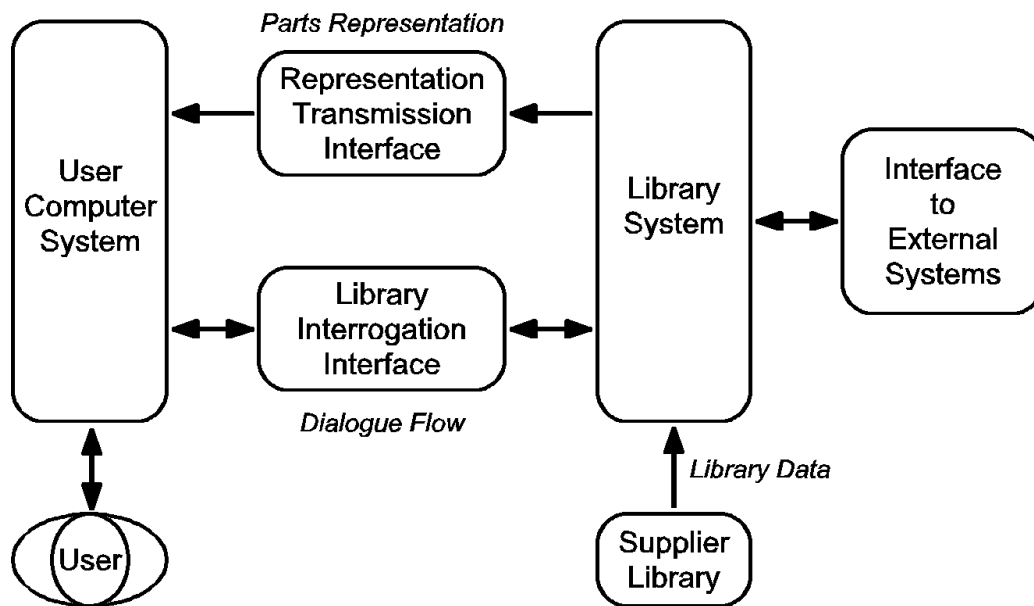 Parts Representation
Representation
Transmission
Interface
User
Computer
System
Library
System
Interface
to
External
Systems
Library
Interrogation
Interface
Dialogue Flow
Library Data
User
Supplier
Library